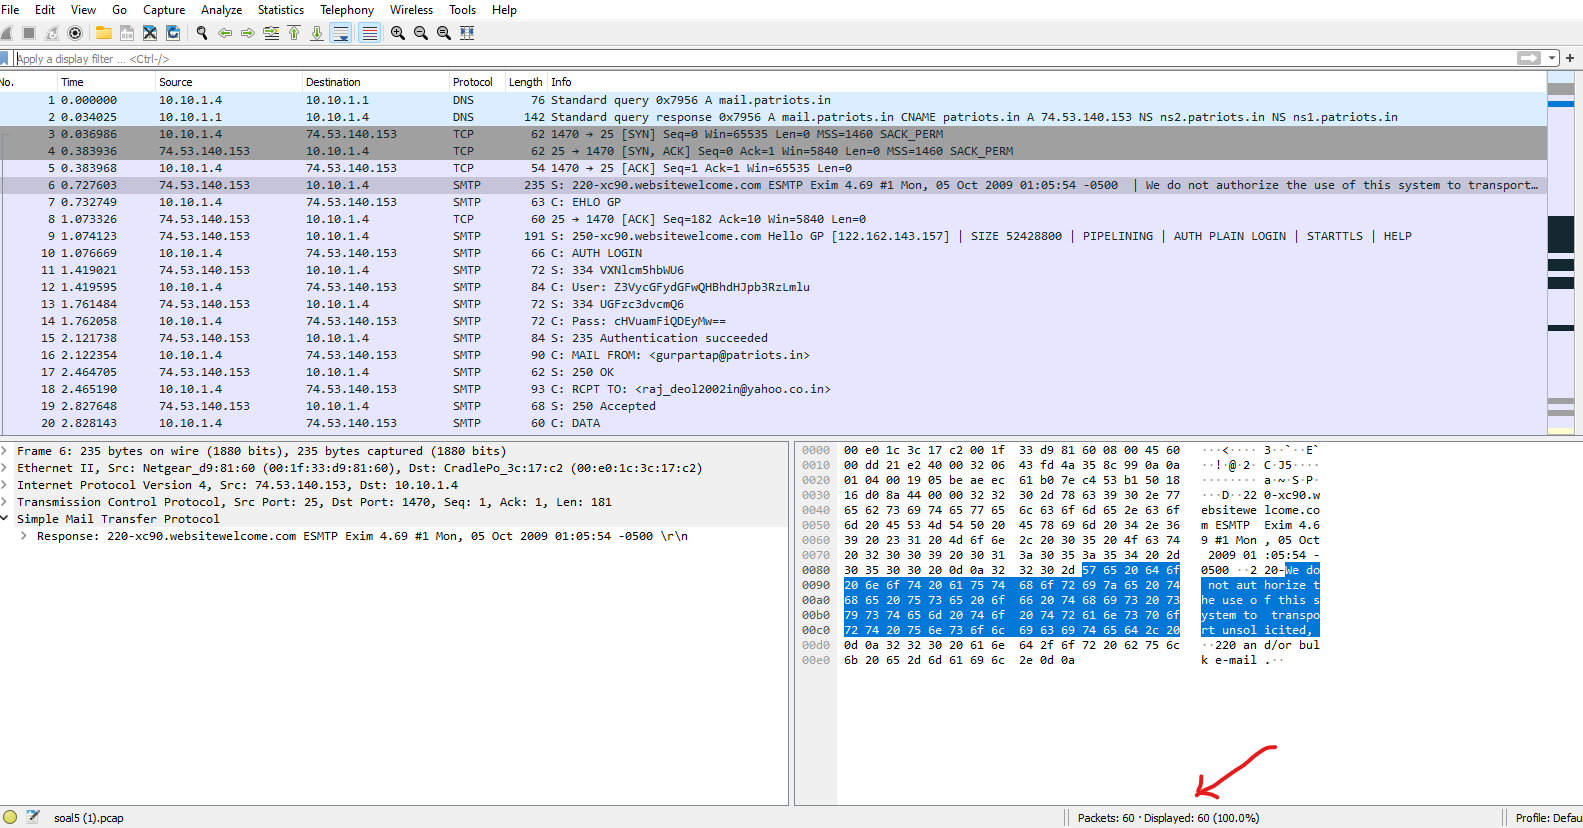 File Edit View Go Capture Analyze Statistics Telephony Wireless Tools Help
Apply a display filter ... <Ctrl-/>
No. Time Source Destination Protocol Length Info
1 0.000000 10.10.1.4 10.10.1.1 DNS 76 Standard query 0x7956 A mail.patriots.in
2 0.034025 10.10.1.1 10.10.1.4 DNS 142 Standard query response 0x7956 A mail.patriots.in CNAME patriots.in A 74.53.140.153 NS ns2.patriots.in NS ns1.patriots.in
3 0.036986 10.10.1.4 74.53.140.153 TCP 62 1470 → 25 [SYN] Seq=0 Win=65535 Len=0 MSS=1460 SACK_PERM
4 0.383936 74.53.140.153 10.10.1.4 TCP 62 25 → 1470 [SYN, ACK] Seq=0 Ack=1 Win=5840 Len=0 MSS=1460 SACK_PERM
5 0.383968 10.10.1.4 74.53.140.153 TCP 54 1470 → 25 [ACK] Seq=1 Ack=1 Win=65535 Len=0
6 0.727603 74.53.140.153 10.10.1.4 SMTP 235 S: 220-xc90.websitewelcome.com ESMTP Exim 4.69 #1 Mon, 05 Oct 2009 01:05:54 -0500 | We do not authorize the use of this system to transport…
7 0.732749 10.10.1.4 74.53.140.153 SMTP 63 C: EHLO GP
8 1.073326 74.53.140.153 10.10.1.4 TCP 60 25 → 1470 [ACK] Seq=182 Ack=10 Win=5840 Len=0
9 1.074123 74.53.140.153 10.10.1.4 SMTP 191 S: 250-xc90.websitewelcome.com Hello GP [122.162.143.157] | SIZE 52428800 | PIPELINING | AUTH PLAIN LOGIN | STARTTLS | HELP
10 1.076669 10.10.1.4 74.53.140.153 SMTP 66 C: AUTH LOGIN
11 1.419021 74.53.140.153 10.10.1.4 SMTP 72 S: 334 VXNlcm5hbWU6
12 1.419595 10.10.1.4 74.53.140.153 SMTP 84 C: User: Z3VycGFydGFwQHBhdHJpb3RzLmlu
13 1.761484 74.53.140.153 10.10.1.4 SMTP 72 S: 334 UGFzc3dvcmQ6
14 1.762058 10.10.1.4 74.53.140.153 SMTP 72 C: Pass: cHVuamFiQDEyMw==
15 2.121738 74.53.140.153 10.10.1.4 SMTP 84 S: 235 Authentication succeeded
16 2.122354 10.10.1.4 74.53.140.153 SMTP 90 C: MAIL FROM: <gurpartap@patriots.in>
17 2.464705 74.53.140.153 10.10.1.4 SMTP 62 S: 250 OK
18 2.465190 10.10.1.4 74.53.140.153 SMTP 93 C: RCPT TO: <raj_deol2002in@yahoo.co.in>
19 2.827648 74.53.140.153 10.10.1.4 SMTP 68 S: 250 Accepted
20 2.828143 10.10.1.4 74.53.140.153 SMTP 60 C: DATA
Frame 6: 235 bytes on wire (1880 bits), 235 bytes captured (1880 bits)
Ethernet II, Src: Netgear_d9:81:60 (00:1f:33:d9:81:60), Dst: CradlePo_3c:17:c2 (00:e0:1c:3c:17:c2)
Internet Protocol Version 4, Src: 74.53.140.153, Dst: 10.10.1.4
Transmission Control Protocol, Src Port: 25, Dst Port: 1470, Seq: 1, Ack: 1, Len: 181
Simple Mail Transfer Protocol
Response: 220-xc90.websitewelcome.com ESMTP Exim 4.69 #1 Mon, 05 Oct 2009 01:05:54 -0500 \r\n
0000 00 e0 1c 3c 17 c2 00 1f 33 d9 81 60 08 00 45 60 ···<···· 3··`··E`
0010 00 dd 21 e2 40 00 32 06 43 fd 4a 35 8c 99 0a 0a ··!·@·2· C·J5····
0020 01 04 00 19 05 be ae ec 61 b0 7e c4 53 b1 50 18 ········ a·~·S·P·
0030 16 d0 8a 44 00 00 32 32 30 2d 78 63 39 30 2e 77 ···D··22 0-xc90.w
0040 65 62 73 69 74 65 77 65 6c 63 6f 6d 65 2e 63 6f ebsitewe lcome.co
0050 6d 20 45 53 4d 54 50 20 45 78 69 6d 20 34 2e 36 m ESMTP Exim 4.6
0060 39 20 23 31 20 4d 6f 6e 2c 20 30 35 20 4f 63 74 9 #1 Mon , 05 Oct
0070 20 32 30 30 39 20 30 31 3a 30 35 3a 35 34 20 2d 2009 01 :05:54 -
0080 30 35 30 30 20 0d 0a 32 32 30 2d 57 65 20 64 6f 0500 ··2 20-We do
0090 20 6e 6f 74 20 61 75 74 68 6f 72 69 7a 65 20 74 not aut horize t
00a0 68 65 20 75 73 65 20 6f 66 20 74 68 69 73 20 73 he use o f this s
00b0 79 73 74 65 6d 20 74 6f 20 74 72 61 6e 73 70 6f ystem to transpo
00c0 72 74 20 75 6e 73 6f 6c 69 63 69 74 65 64 2c 20 rt unsol icited,
00d0 0d 0a 32 32 30 20 61 6e 64 2f 6f 72 20 62 75 6c ··220 an d/or bul
00e0 6b 20 65 2d 6d 61 69 6c 2e 0d 0a k e-mail .··
soal5 (1).pcap Packets: 60 · Displayed: 60 (100.0%) Profile: Defau